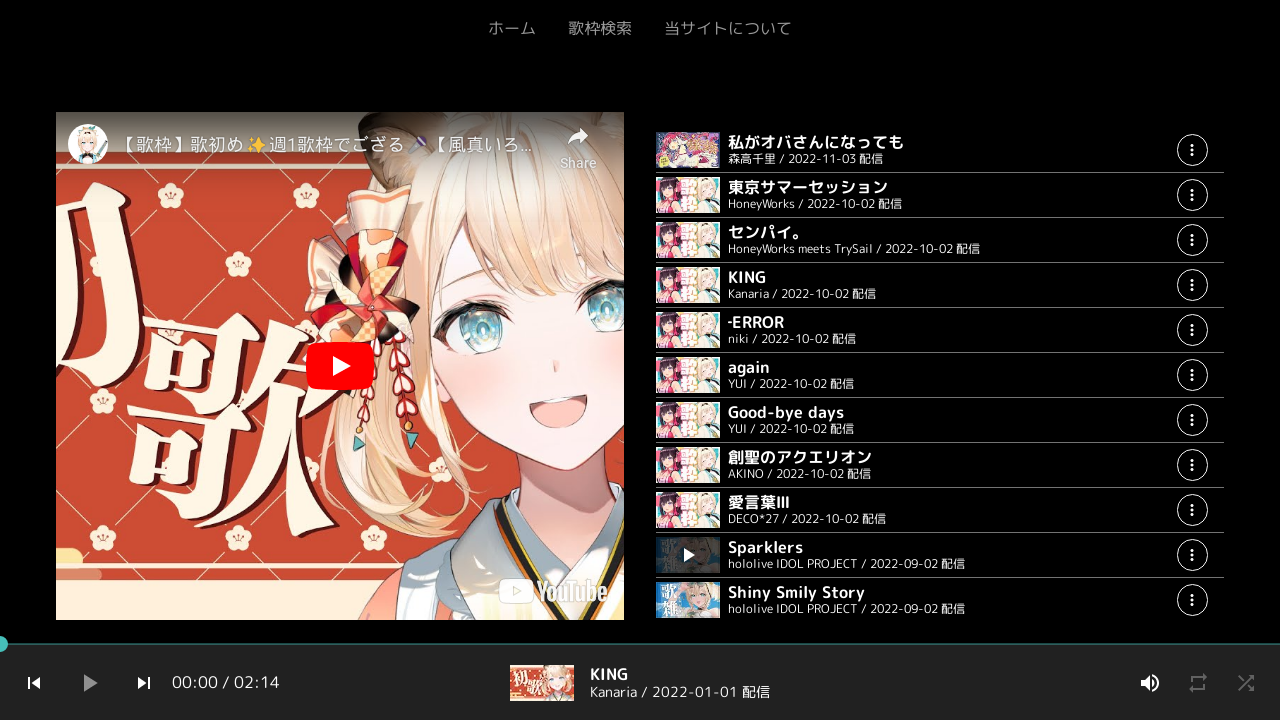 ホーム 歌枠検索 当サイトについて
【歌枠】歌初め✨週1歌枠でござる🎤【風真いろ...
Share
初
歌
YouTube
私がオバさんになっても
森高千里 / 2022-11-03 配信
東京サマーセッション
HoneyWorks / 2022-10-02 配信
センパイ。
HoneyWorks meets TrySail / 2022-10-02 配信
KING
Kanaria / 2022-10-02 配信
-ERROR
niki / 2022-10-02 配信
again
YUI / 2022-10-02 配信
Good-bye days
YUI / 2022-10-02 配信
創聖のアクエリオン
AKINO / 2022-10-02 配信
愛言葉III
DECO*27 / 2022-10-02 配信
Sparklers
hololive IDOL PROJECT / 2022-09-02 配信
Shiny Smily Story
hololive IDOL PROJECT / 2022-09-02 配信
00:00 / 02:14
初歌
KING
Kanaria / 2022-01-01 配信